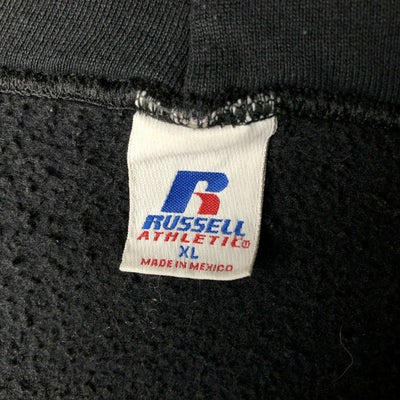 R
RUSSELL
ATHLETIC®
XL
MADE IN MEXICO